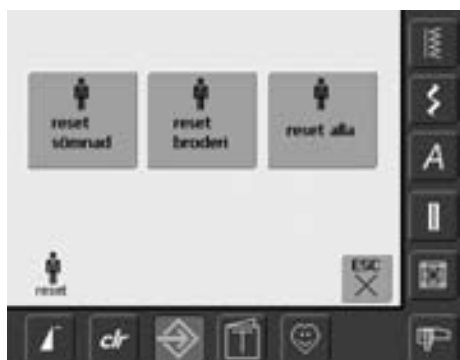 reset
sömnad
reset
broderi
reset alla
reset
ESC
A
clr